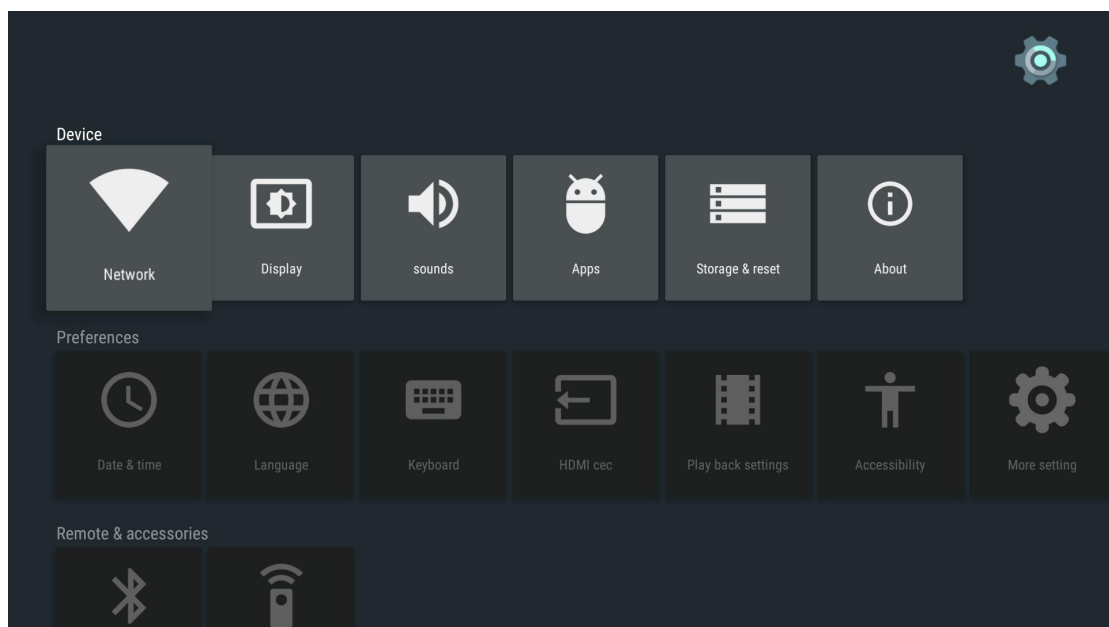 Device
Network
Display
sounds
Apps
Storage & reset
About
Preferences
Date & time
Language
Keyboard
HDMI cec
Play back settings
Accessibility
More setting
Remote & accessories